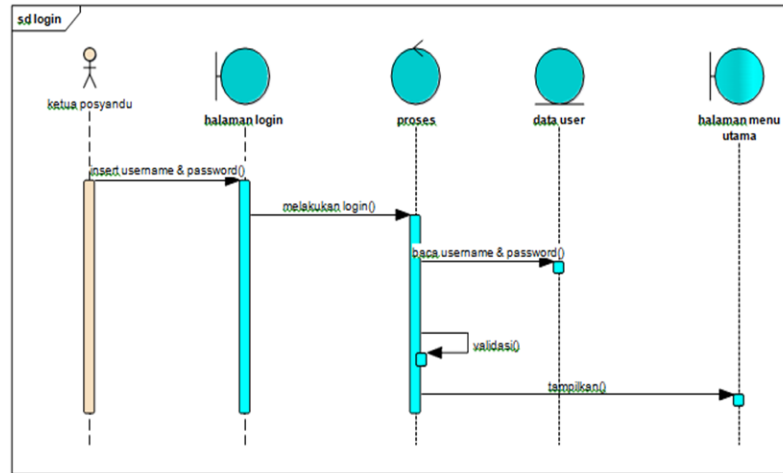 sd login
ketua posyandu
halaman login
proses
data user
halaman menu
utama
insert username & password()
melakukan login()
baca username & password()
validasi()
tampilkan()